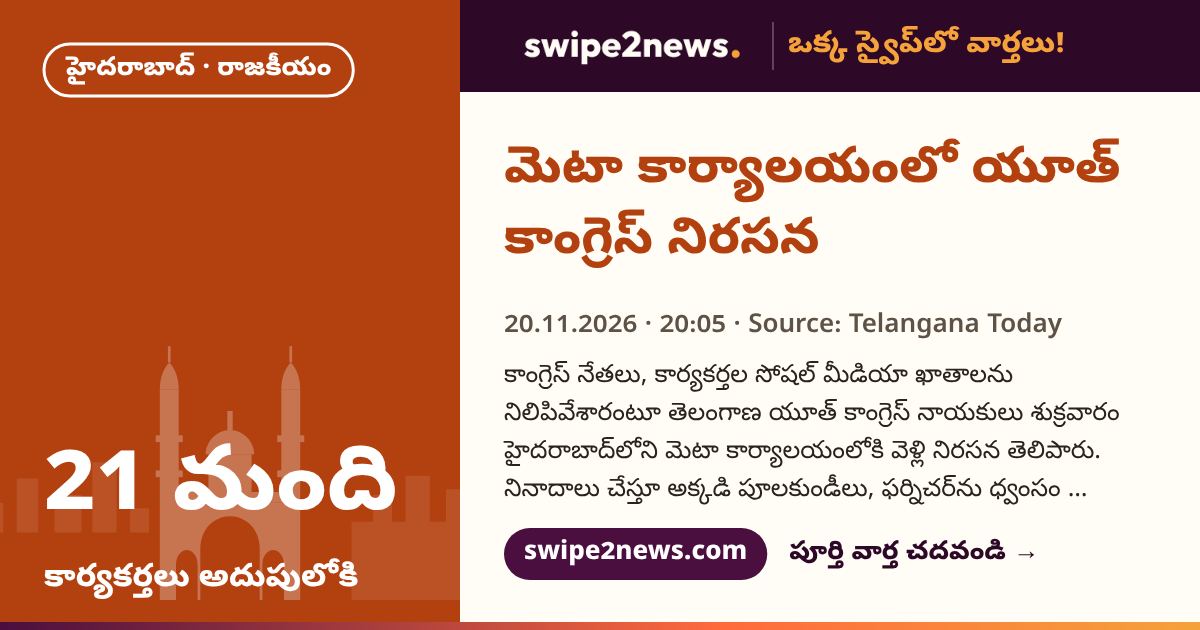 హైదరాబాద్ · రాజకీయం
21 మంది
కార్యకర్తలు అదుపులోకి
swipe2news.
ఒక్క స్వైప్‌లో వార్తలు!
మెటా కార్యాలయంలో యూత్
కాంగ్రెస్ నిరసన
20.11.2026 · 20:05 · Source: Telangana Today
కాంగ్రెస్ నేతలు, కార్యకర్తల సోషల్ మీడియా ఖాతాలను
నిలిపివేశారంటూ తెలంగాణ యూత్ కాంగ్రెస్ నాయకులు శుక్రవారం
హైదరాబాద్‌లోని మెటా కార్యాలయంలోకి వెళ్లి నిరసన తెలిపారు.
నినాదాలు చేస్తూ అక్కడి పూలకుండీలు, ఫర్నిచర్‌ను ధ్వంసం ...
swipe2news.com
పూర్తి వార్త చదవండి →